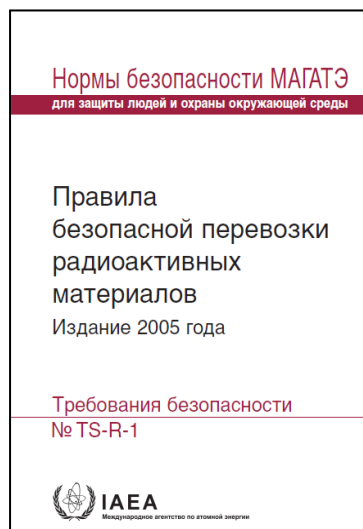 Нормы безопасности МАГАТЭ
для защиты людей и охраны окружающей среды
Правила
безопасной перевозки
радиоактивных
материалов
Издание 2005 года
Требования безопасности
№ TS-R-1
IAEA
Международное агентство по атомной энергии